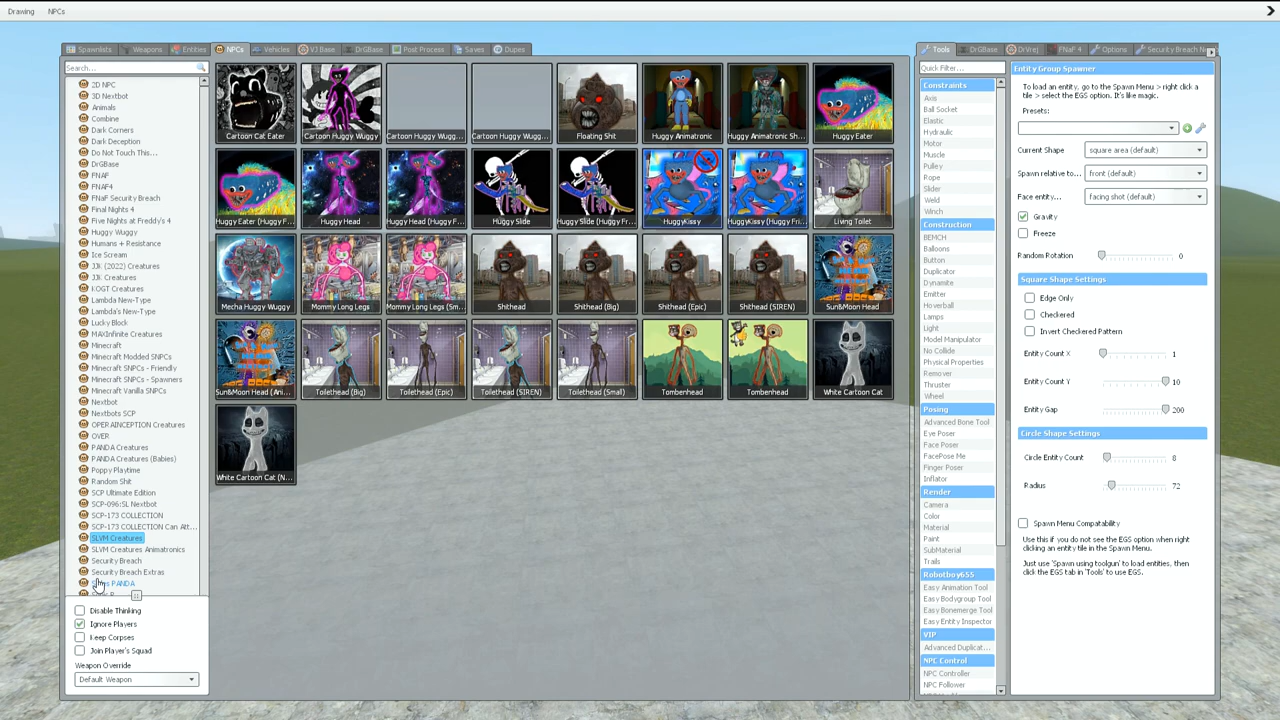 Drawing NPCs
Spawnlists Weapons Entities NPCs Vehicles VJ Base DrGBase Post Process Saves Dupes
Search...
2D NPC
3D Nextbot
Animals
Combine
Dark Corners
Dark Deception
Do Not Touch This...
DrGBase
FNAF
FNAF4
FNaF Security Breach
Final Nights 4
Five Nights at Freddy's 4
Huggy Wuggy
Humans + Resistance
Ice Scream
JJK (2022) Creatures
JJK Creatures
KOGT Creatures
Lambda New-Type
Lambda's New-Type
Lucky Block
MAXInfinite Creatures
Minecraft
Minecraft Modded SNPCs
Minecraft SNPCs - Friendly
Minecraft SNPCs - Spawners
Minecraft Vanilla SNPCs
Nextbot
Nextbots SCP
OPERAINCEPTION Creatures
OVER
PANDA Creatures
PANDA Creatures (Babies)
Poppy Playtime
Random Shit
SCP Ultimate Edition
SCP-096:SL Nextbot
SCP-173 COLLECTION
SCP-173 COLLECTION Can Att...
SLVM Creatures
SLVM Creatures Animatronics
Security Breach
Security Breach Extras
PANDA
Disable Thinking
Ignore Players
Keep Corpses
Join Player's Squad
Weapon Override
Default Weapon
Cartoon Cat Eater Cartoon Huggy Wuggy Cartoon Huggy Wugg... Cartoon Huggy Wugg... Floating Shit Huggy Animatronic Huggy Animatronic Sh... Huggy Eater
Huggy Eater (Huggy F... Huggy Head Huggy Head (Huggy F... Huggy Slide Huggy Slide (Huggy Fr... HuggyKissy HuggyKissy (Huggy Fri... Living Toilet
Mecha Huggy Wuggy Mommy Long Legs Mommy Long Legs (Sm... Shithead Shithead (Big) Shithead (Epic) Shithead (SIREN) Sun&Moon Head
Sun&Moon Head (Ani... Toilethead (Big) Toilethead (Epic) Toilethead (SIREN) Toilethead (Small) Tombenhead Tombenhead White Cartoon Cat
White Cartoon Cat (N...
Tools DrGBase DrVrej FNaF 4 Options Security Breach N
Quick Filter...
Constraints
Axis
Ball Socket
Elastic
Hydraulic
Motor
Muscle
Pulley
Rope
Slider
Weld
Winch
Construction
BEMCH
Balloons
Button
Duplicator
Dynamite
Emitter
Hoverball
Lamps
Light
Model Manipulator
No Collide
Physical Properties
Remover
Thruster
Wheel
Posing
Advanced Bone Tool
Eye Poser
Face Poser
FacePose Me
Finger Poser
Inflator
Render
Camera
Color
Material
Paint
SubMaterial
Trails
Robotboy655
Easy Animation Tool
Easy Bodygroup Tool
Easy Bonemerge Tool
Easy Entity Inspector
VIP
Advanced Duplicat...
NPC Control
NPC Controller
NPC Follower
Entity Group Spawner
To load an entity, go to the Spawn Menu > right click a
tile > select the EGS option. It's like magic.
Presets:
Current Shape square area (default)
Spawn relative to... front (default)
Face entity... facing shot (default)
Gravity
Freeze
Random Rotation 0
Square Shape Settings
Edge Only
Checkered
Invert Checkered Pattern
Entity Count X 1
Entity Count Y 10
Entity Gap 200
Circle Shape Settings
Circle Entity Count 8
Radius 72
Spawn Menu Compatability
Use this if you do not see the EGS option when right
clicking an entity tile in the Spawn Menu.
Just use 'Spawn using toolgun' to load entities, then
click the EGS tab in 'Tools' to use EGS.